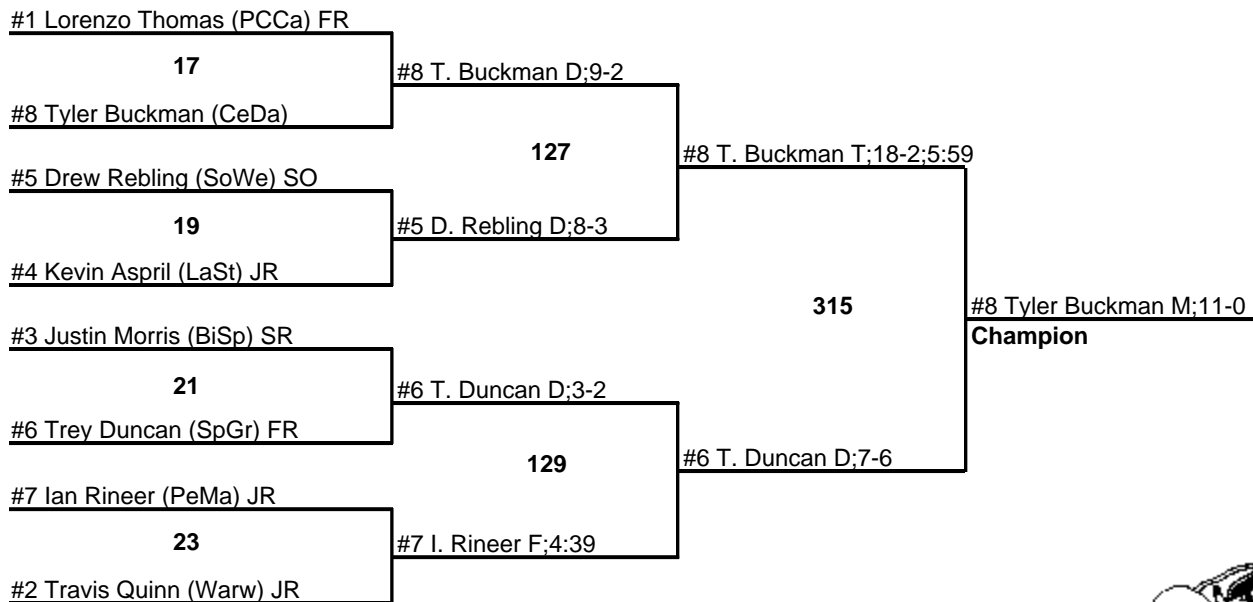 #1 Lorenzo Thomas (PCCa) FR
17
#8 T. Buckman D;9-2
#8 Tyler Buckman (CeDa)
127
#8 T. Buckman T;18-2;5:59
#5 Drew Rebling (SoWe) SO
19
#5 D. Rebling D;8-3
#4 Kevin Aspril (LaSt) JR
315
#8 Tyler Buckman M;11-0
Champion
#3 Justin Morris (BiSp) SR
21
#6 T. Duncan D;3-2
#6 Trey Duncan (SpGr) FR
129
#6 T. Duncan D;7-6
#7 Ian Rineer (PeMa) JR
23
#7 I. Rineer F;4:39
#2 Travis Quinn (Warw) JR